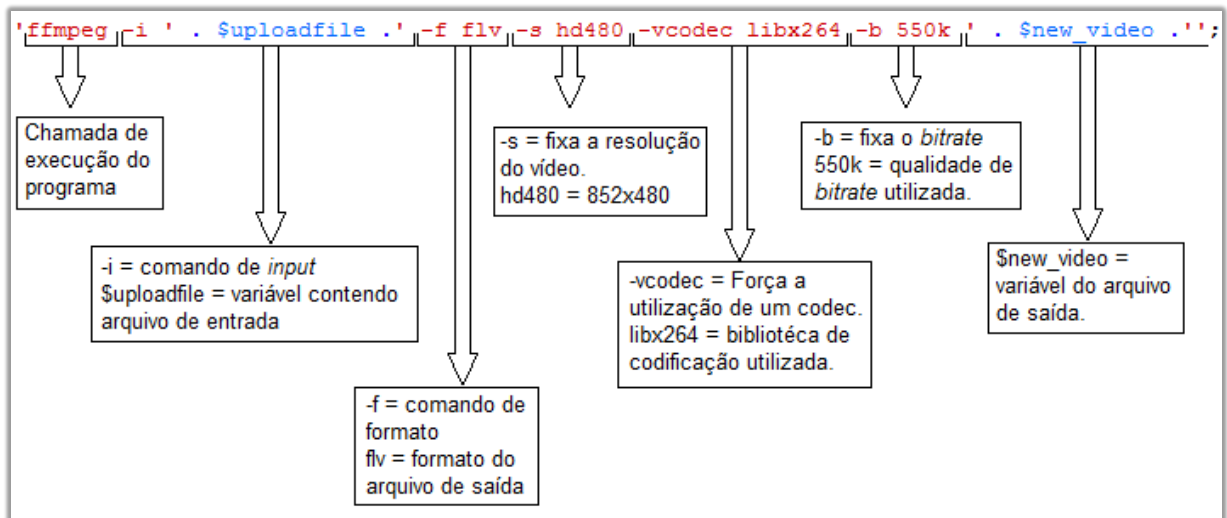 'ffmpeg -i ' . $uploadfile .' -f flv -s hd480 -vcodec libx264 -b 550k ' . $new_video .'';
Chamada de
execução do
programa
-i = comando de input
$uploadfile = variável contendo
arquivo de entrada
-f = comando de
formato
flv = formato do
arquivo de saída
-s = fixa a resolução
do vídeo.
hd480 = 852x480
-vcodec = Força a
utilização de um codec.
libx264 = bibliotéca de
codificação utilizada.
-b = fixa o bitrate
550k = qualidade de
bitrate utilizada.
$new_video =
variável do arquivo
de saída.